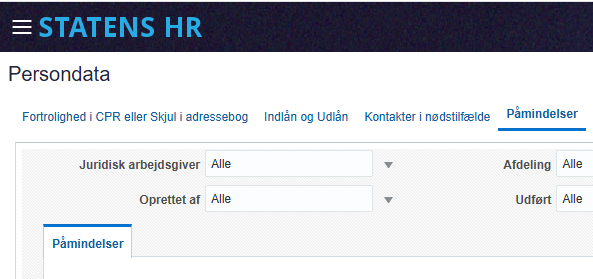 STATENS HR
Persondata
Fortrolighed i CPR eller Skjul i adressebog Indlån og Udlån Kontakter i nødstilfælde Påmindelser
Juridisk arbejdsgiver Alle Afdeling Alle
Oprettet af Alle Udført Alle
Påmindelser